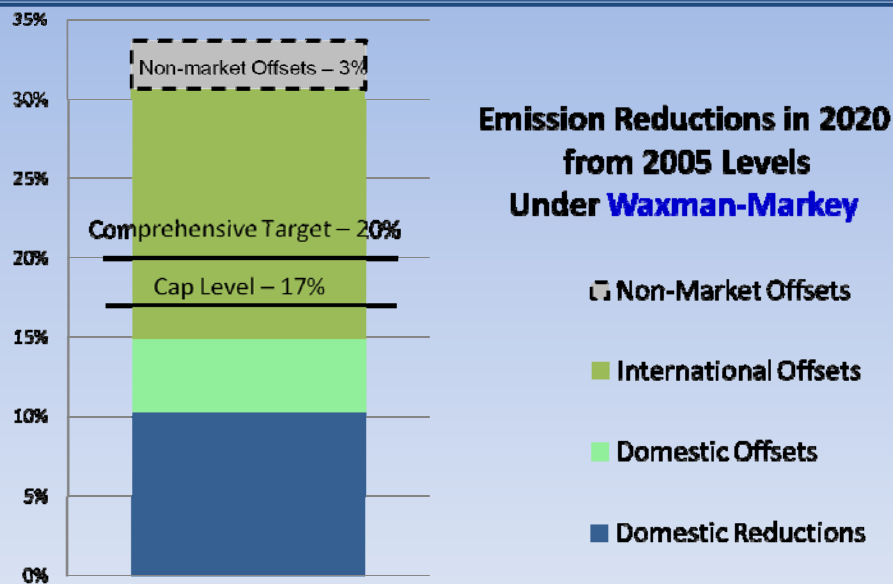 35%
Non-market Offsets – 3%
30%
Emission Reductions in 2020
from 2005 Levels
Under Waxman-Markey
25%
Comprehensive Target – 20%
20%
Cap Level – 17%
Non-Market Offsets
15%
International Offsets
10%
Domestic Offsets
5%
Domestic Reductions
0%